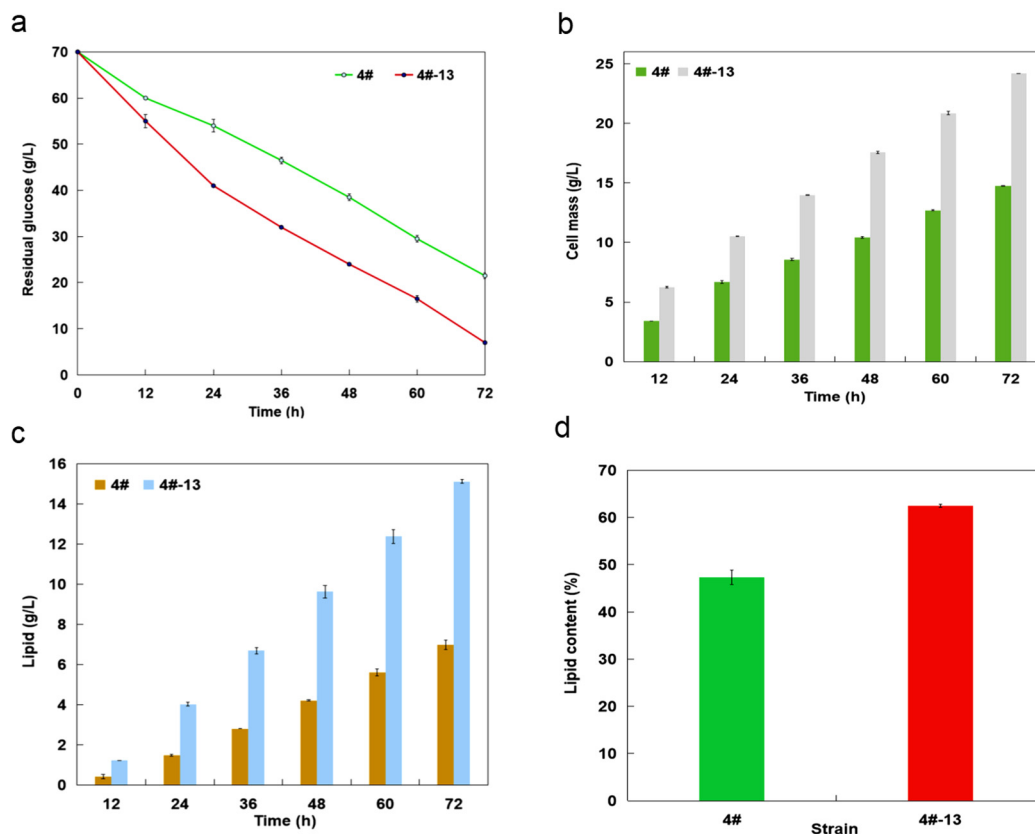 a
70
60
50
40
30
20
10
0
Residual glucose (g/L)
4# 4#-13
0 12 24 36 48 60 72
Time (h)
b
25
20
15
10
5
0
Cell mass (g/L)
4# 4#-13
12 24 36 48 60 72
Time (h)
c
16
14
12
10
8
6
4
2
0
Lipid (g/L)
4# 4#-13
12 24 36 48 60 72
Time (h)
d
70
60
50
40
30
20
10
0
Lipid content (%)
4# 4#-13
Strain